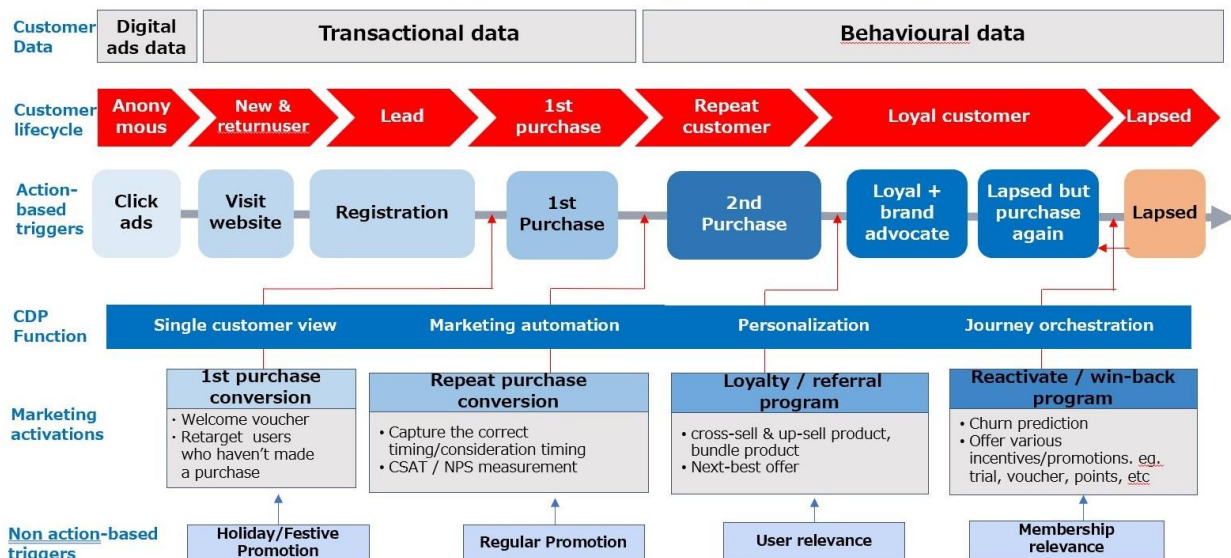 Customer
Data
Digital
ads data
Transactional data
Behavioural data
Customer
lifecycle
Anony
mous
New &
returnuser
Lead
1st
purchase
Repeat
customer
Loyal customer
Lapsed
Action-
based
triggers
Click
ads
Visit
website
Registration
1st
Purchase
2nd
Purchase
Loyal +
brand
advocate
Lapsed but
purchase
again
Lapsed
CDP
Function
Single customer view
Marketing automation
Personalization
Journey orchestration
Marketing
activations
1st purchase
conversion
• Welcome voucher
• Retarget users
who haven't made
a purchase
Repeat purchase
conversion
• Capture the correct
timing/consideration timing
• CSAT / NPS measurement
Loyalty / referral
program
• cross-sell & up-sell product,
bundle product
• Next-best offer
Reactivate / win-back
program
• Churn prediction
• Offer various
incentives/promotions. eg.
trial, voucher, points, etc
Non action-based
triggers
Holiday/Festive
Promotion
Regular Promotion
User relevance
Membership
relevance